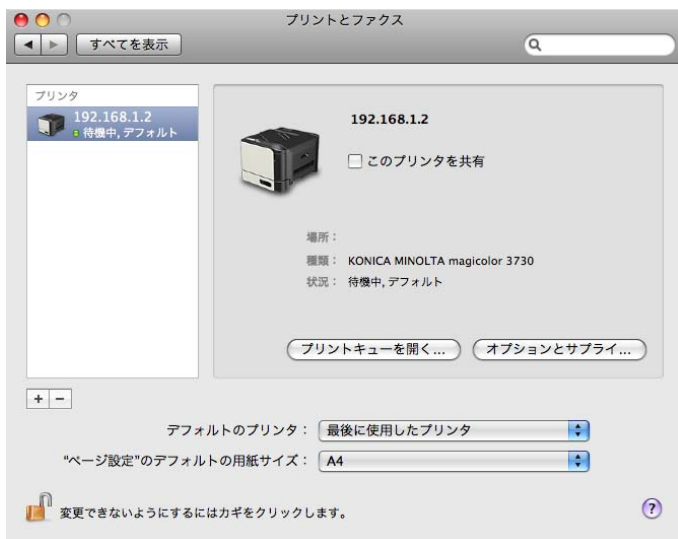 プリントとファクス
すべてを表示
プリンタ
192.168.1.2
待機中, デフォルト
192.168.1.2
このプリンタを共有
場所：
種類： KONICA MINOLTA magicolor 3730
状況： 待機中, デフォルト
プリントキューを開く... オプションとサプライ...
+ −
デフォルトのプリンタ： 最後に使用したプリンタ
“ページ設定”のデフォルトの用紙サイズ： A4
変更できないようにするにはカギをクリックします。 ?